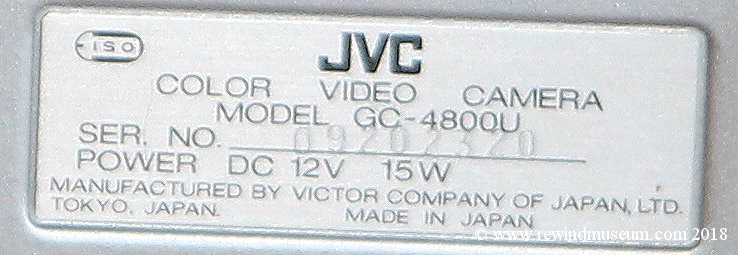 ISO
JVC
COLOR VIDEO CAMERA
MODEL GC-4800U
SER. NO. 09202320
POWER DC 12V 15W
MANUFACTURED BY VICTOR COMPANY OF JAPAN, LTD.
TOKYO, JAPAN. MADE IN JAPAN
© www.rewindmuseum.com 2018